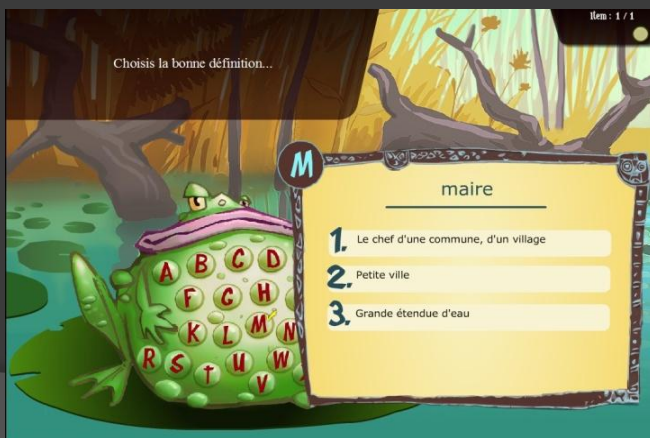 Item : 1 / 1
Choisis la bonne définition...
M
maire
1. Le chef d'une commune, d'un village
2. Petite ville
3. Grande étendue d'eau
A B C D
F G H
K L M N
R S T U W
V